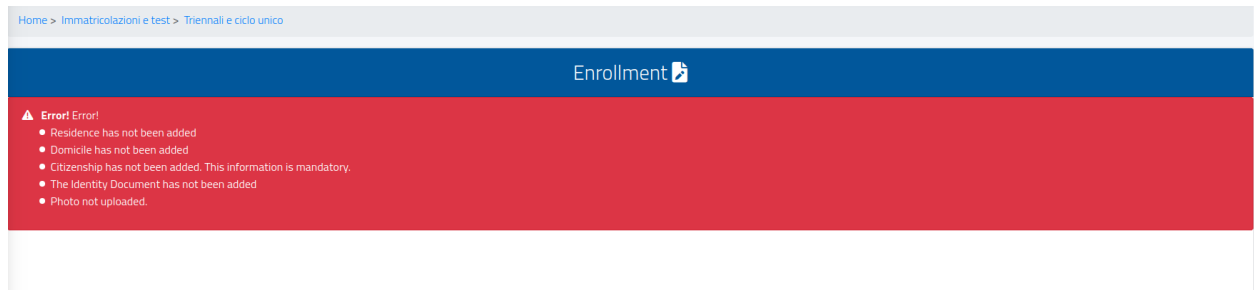 Home > Immatricolazioni e test > Triennali e ciclo unico
Enrollment
Error! Error!
Residence has not been added
Domicile has not been added
Citizenship has not been added. This information is mandatory.
The Identity Document has not been added
Photo not uploaded.